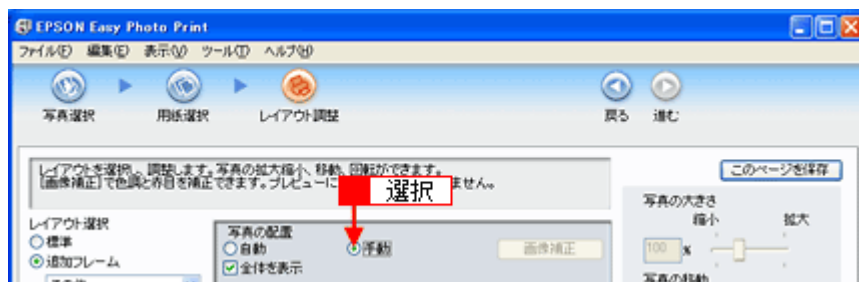 EPSON Easy Photo Print
ファイル(F) 編集(E) 表示(V) ツール(T) ヘルプ(H)
写真選択 用紙選択 レイアウト調整 戻る 進む
レイアウトを選択し、調整します。写真の拡大縮小、移動、回転ができます。
[画像補正]で色調と赤目を補正できます。プレビューに ません。
このページを保存
選択
写真の大きさ
縮小 拡大
100 %
写真の移動
レイアウト選択
標準
追加フレーム
写真の配置
自動 手動 画像補正
全体を表示